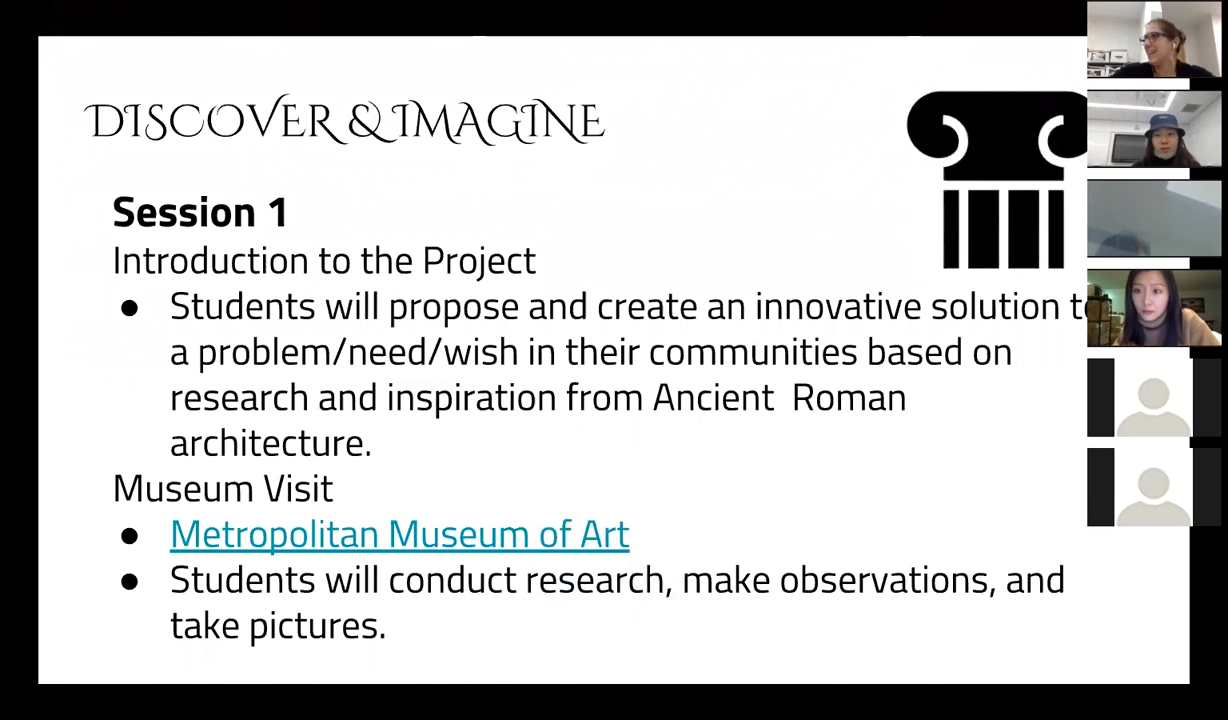 DISCOVER & IMAGINE
Session 1
Introduction to the Project
● Students will propose and create an innovative solution
a problem/need/wish in their communities based on
research and inspiration from Ancient  Roman
architecture.
Museum Visit
● Metropolitan Museum of Art
● Students will conduct research, make observations, and
take pictures.